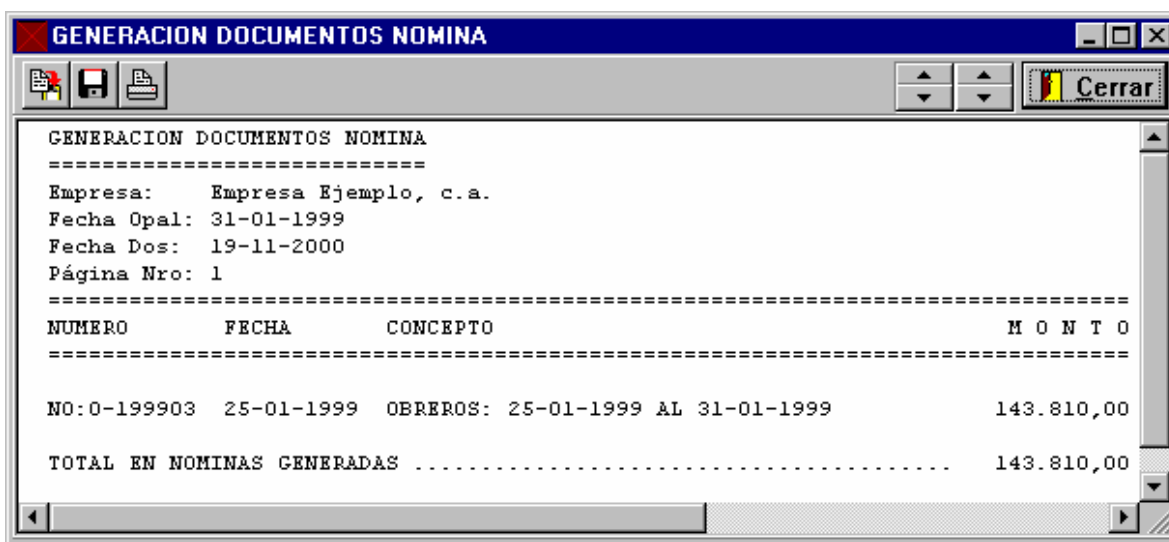 GENERACION DOCUMENTOS NOMINA
Cerrar
GENERACION DOCUMENTOS NOMINA
============================
Empresa: Empresa Ejemplo, c.a.
Fecha Opal: 31-01-1999
Fecha Dos: 19-11-2000
Página Nro: 1
================================================================================
NUMERO FECHA CONCEPTO M O N T O
================================================================================
NO:0-199903 25-01-1999 OBREROS: 25-01-1999 AL 31-01-1999 143.810,00
TOTAL EN NOMINAS GENERADAS ........................................ 143.810,00